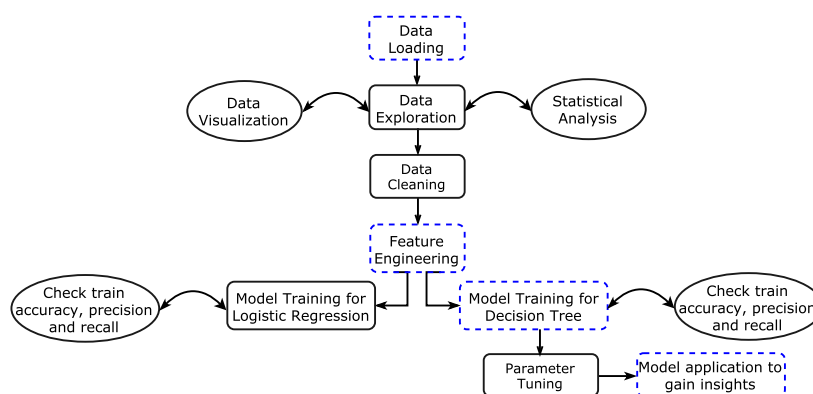 Data
Loading
Data
Visualization
Data
Exploration
Statistical
Analysis
Data
Cleaning
Feature
Engineering
Check train
accuracy, precision
and recall
Model Training for
Logistic Regression
Model Training for
Decision Tree
Check train
accuracy, precision
and recall
Parameter
Tuning
Model application to
gain insights